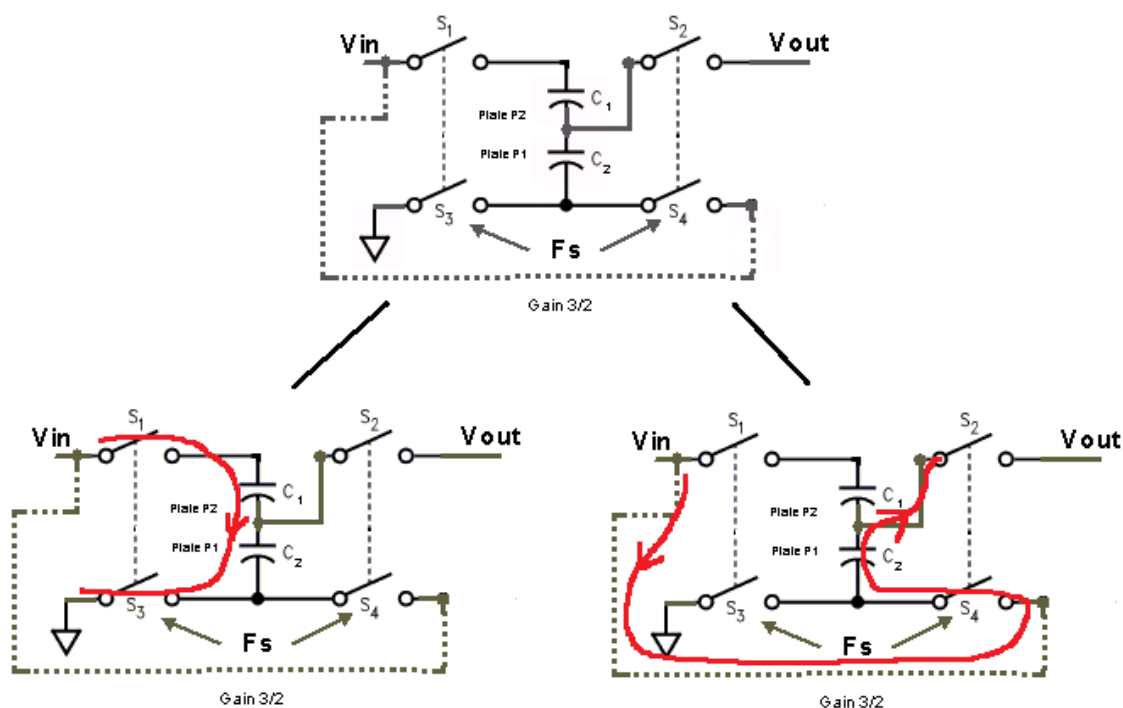 S1
S2
Vin
Vout
C1
Plate P2
Plate P1
C2
S3
S4
Fs
Gain 3/2
S1
S2
Vin
Vout
C1
Plate P2
Plate P1
C2
S3
S4
Fs
Gain 3/2
S1
S2
Vin
Vout
C1
Plate P2
Plate P1
C2
S3
S4
Fs
Gain 3/2